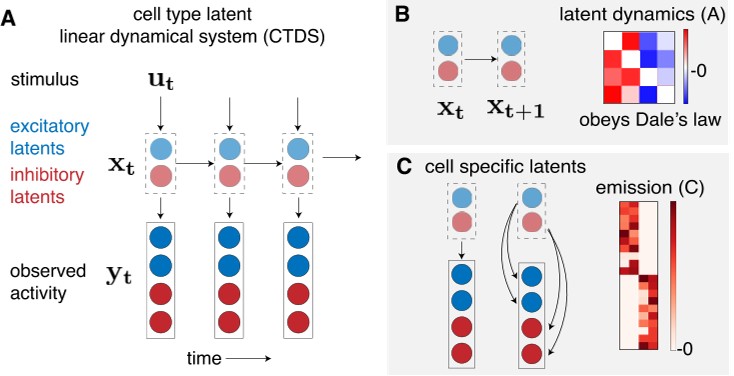 A
cell type latent
linear dynamical system (CTDS)
stimulus
u_t
excitatory
latents
inhibitory
latents
x_t
observed
activity
y_t
time
B
latent dynamics (A)
x_t
x_{t+1}
-0
obeys Dale's law
C
cell specific latents
emission (C)
-0